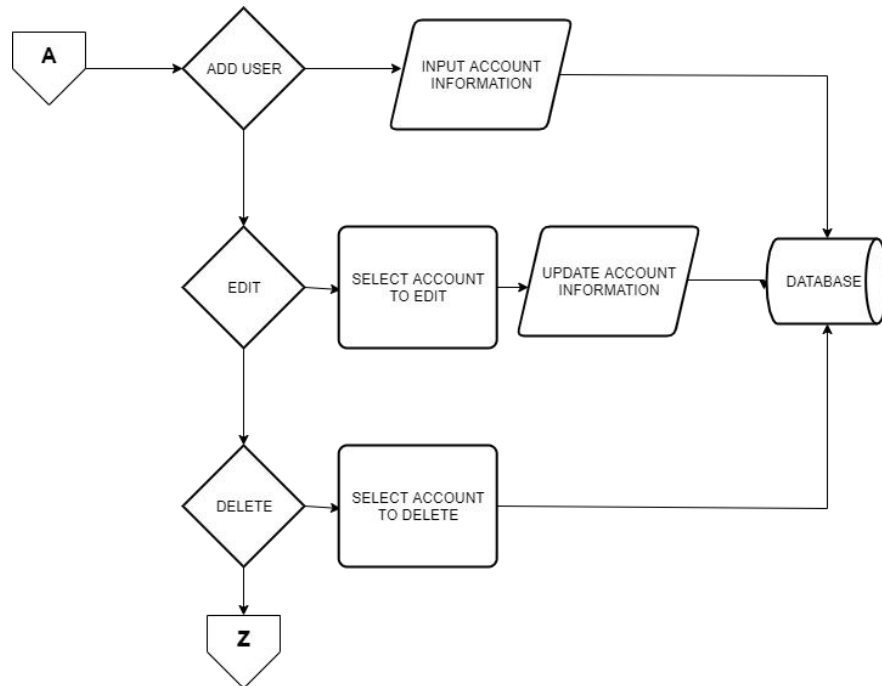 A
ADD USER
INPUT ACCOUNT
INFORMATION
EDIT
SELECT ACCOUNT
TO EDIT
UPDATE ACCOUNT
INFORMATION
DATABASE
DELETE
SELECT ACCOUNT
TO DELETE
Z